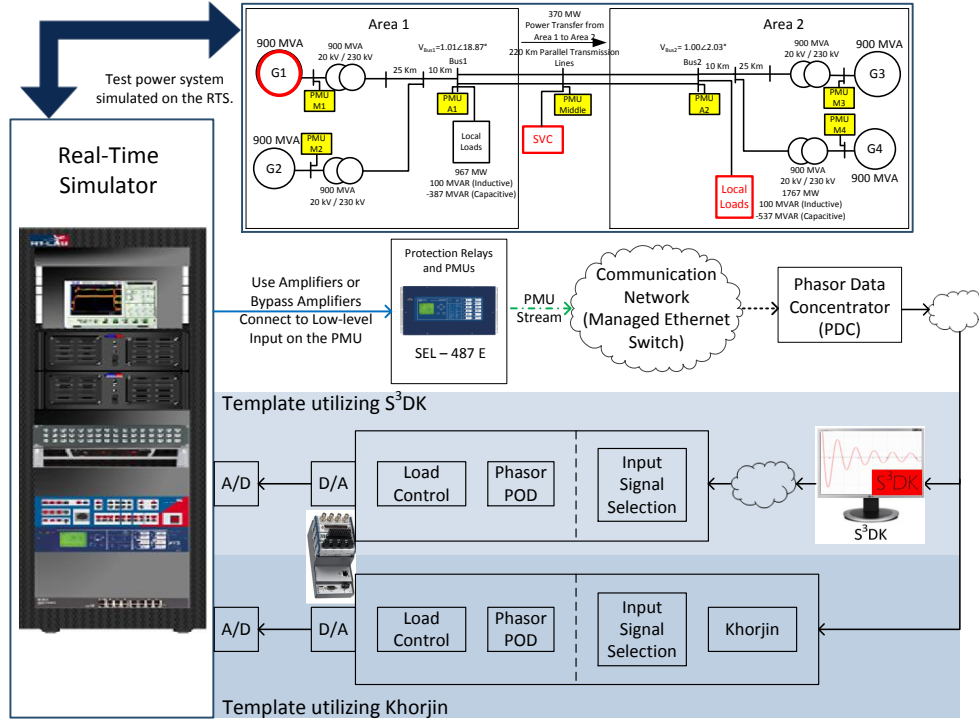 Area 1
370 MW
Power Transfer from
Area 1 to Area 2
Area 2
900 MVA
G1
900 MVA
20 kV / 230 kV
PMU
M1
25 Km
10 Km
VBus1=1.01∠18.87°
Bus1
220 Km Parallel Transmission
Lines
VBus2=1.00∠2.03°
Bus2
10 Km
25 Km
900 MVA
20 kV / 230 kV
900 MVA
G3
PMU
M3
PMU
A1
PMU
Middle
PMU
A2
PMU
M4
900 MVA
PMU
M2
G2
900 MVA
20 kV / 230 kV
Local
Loads
967 MW
100 MVAR (Inductive)
-387 MVAR (Capacitive)
SVC
Local
Loads
G4
900 MVA
900 MVA
20 kV / 230 kV
1767 MW
100 MVAR (Inductive)
-537 MVAR (Capacitive)
Test power system
simulated on the RTS.
Real-Time
Simulator
Use Amplifiers or
Bypass Amplifiers
Connect to Low-level
Input on the PMU
Protection Relays
and PMUs
SEL – 487 E
PMU
Stream
Communication
Network
(Managed Ethernet
Switch)
Phasor Data
Concentrator
(PDC)
Template utilizing S³DK
A/D
D/A
Load
Control
Phasor
POD
Input
Signal
Selection
S³DK
S³DK
A/D
D/A
Load
Control
Phasor
POD
Input
Signal
Selection
Khorjin
Template utilizing Khorjin